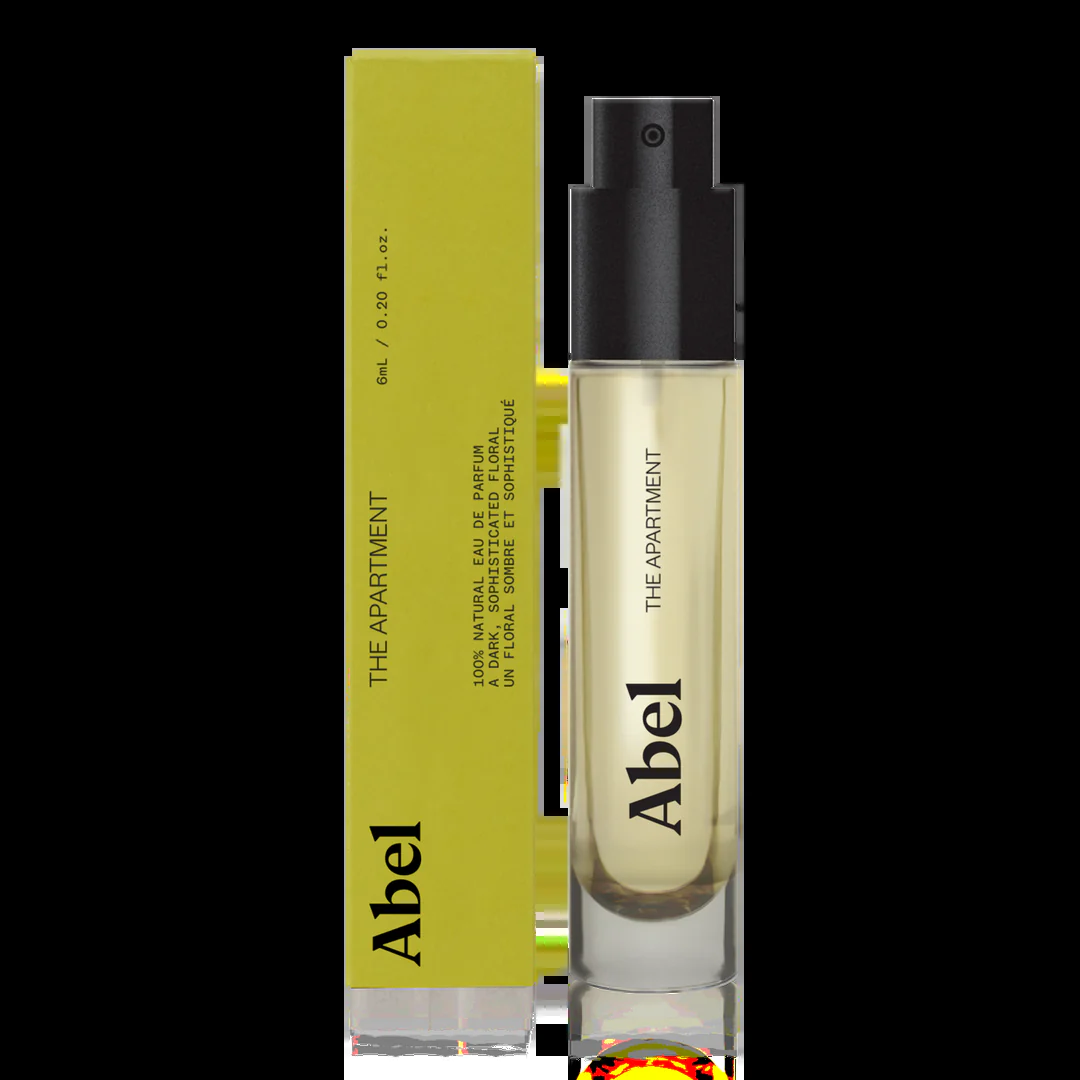 Abel
THE APARTMENT
6mL / 0.20 fl.oz.
100% NATURAL EAU DE PARFUM
A DARK, SOPHISTICATED FLORAL
UN FLORAL SOMBRE ET SOPHISTIQUÉ
Abel
THE APARTMENT